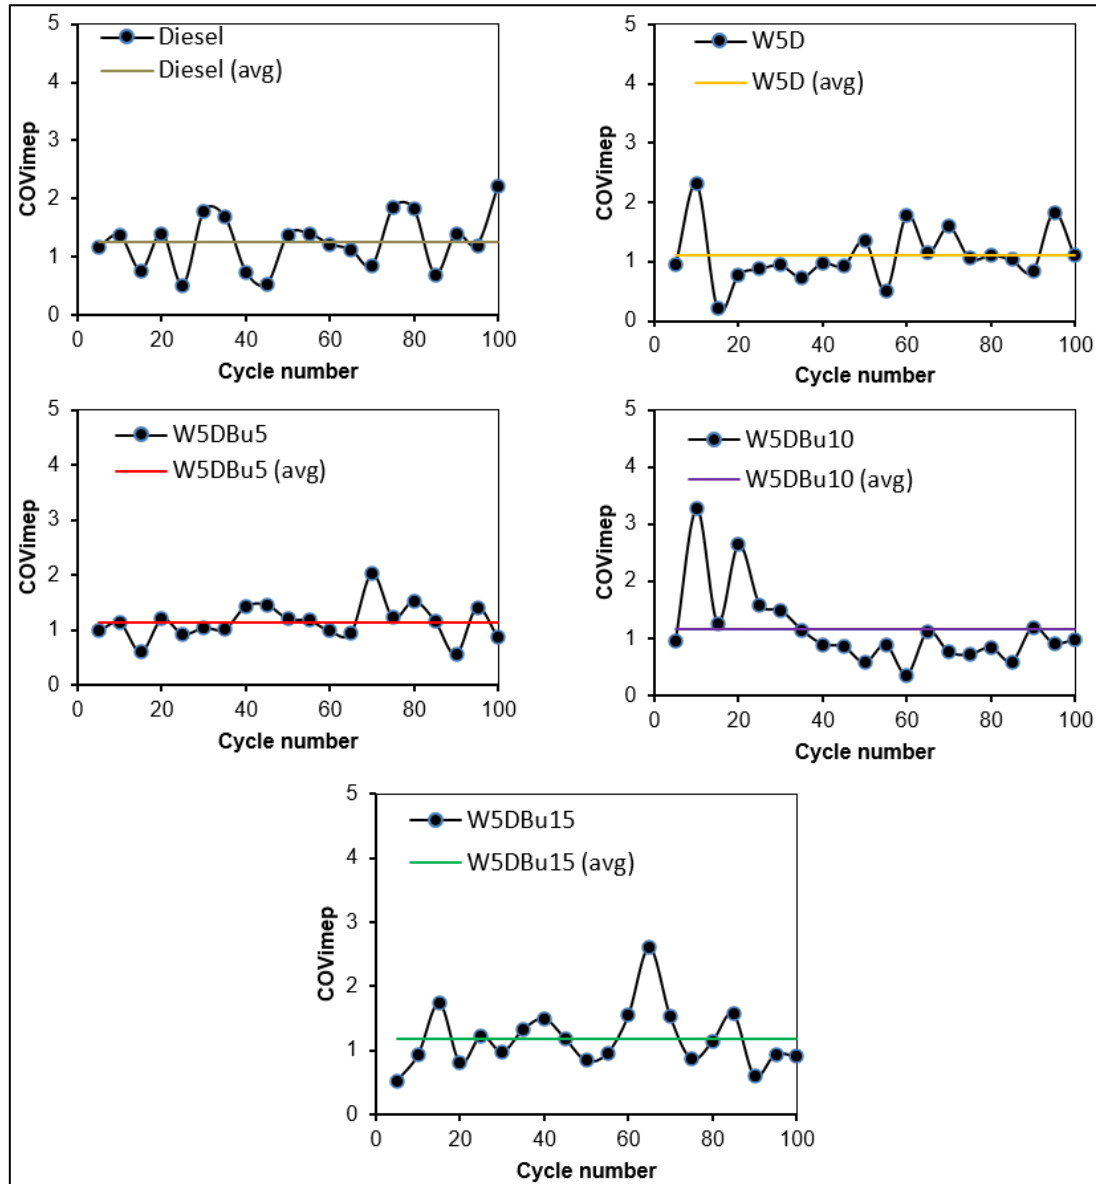 5
4
3
2
1
0
COVimep
Diesel
Diesel (avg)
0 20 40 60 80 100
Cycle number
5
4
3
2
1
0
COVimep
W5D
W5D (avg)
0 20 40 60 80 100
Cycle number
5
4
3
2
1
0
COVimep
W5DBu5
W5DBu5 (avg)
0 20 40 60 80 100
Cycle number
5
4
3
2
1
0
COVimep
W5DBu10
W5DBu10 (avg)
0 20 40 60 80 100
Cycle number
5
4
3
2
1
0
COVimep
W5DBu15
W5DBu15 (avg)
0 20 40 60 80 100
Cycle number